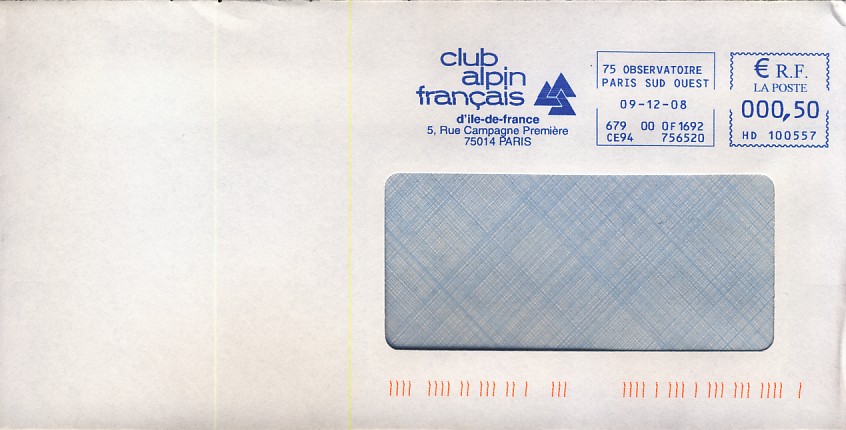 club
alpin
français
d'ile-de-france
5, Rue Campagne Première
75014 PARIS
75 OBSERVATOIRE
PARIS SUD OUEST
09-12-08
679 00 0F1692
CE94 756520
€ R.F.
LA POSTE
000,50
HD 100557